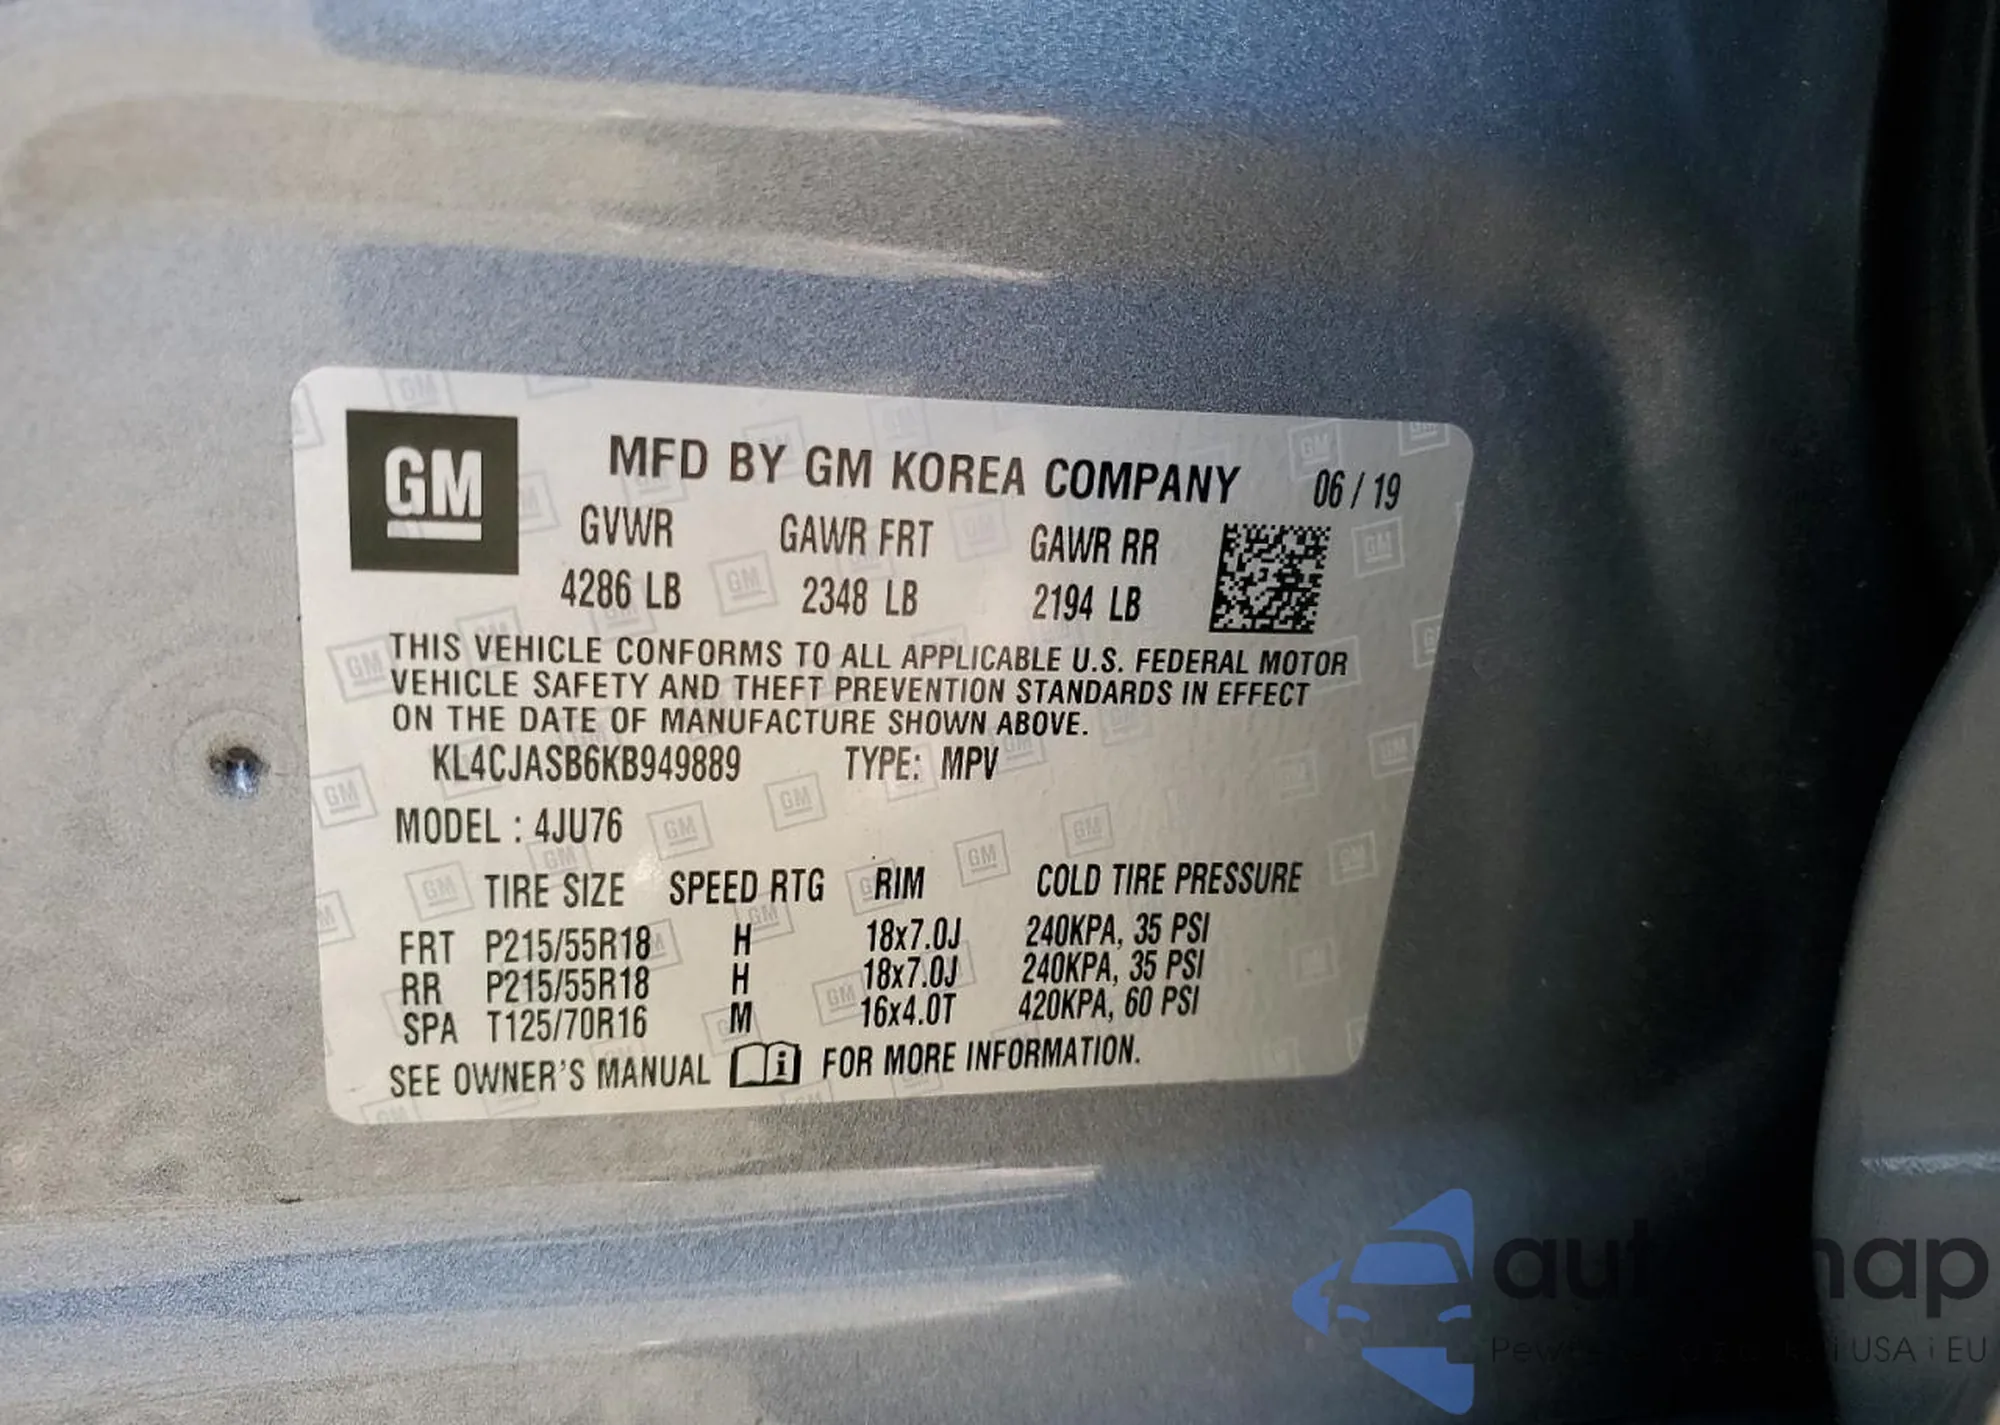 GM
MFD BY GM KOREA COMPANY 06 / 19
GVWR GAWR FRT GAWR RR
4286 LB 2348 LB 2194 LB
THIS VEHICLE CONFORMS TO ALL APPLICABLE U.S. FEDERAL MOTOR
VEHICLE SAFETY AND THEFT PREVENTION STANDARDS IN EFFECT
ON THE DATE OF MANUFACTURE SHOWN ABOVE.
KL4CJASB6KB949889 TYPE: MPV
MODEL : 4JU76
TIRE SIZE SPEED RTG RIM COLD TIRE PRESSURE
FRT P215/55R18 H 18x7.0J 240KPA, 35 PSI
RR P215/55R18 H 18x7.0J 240KPA, 35 PSI
SPA T125/70R16 M 16x4.0T 420KPA, 60 PSI
SEE OWNER'S MANUAL i FOR MORE INFORMATION.
USA i EU